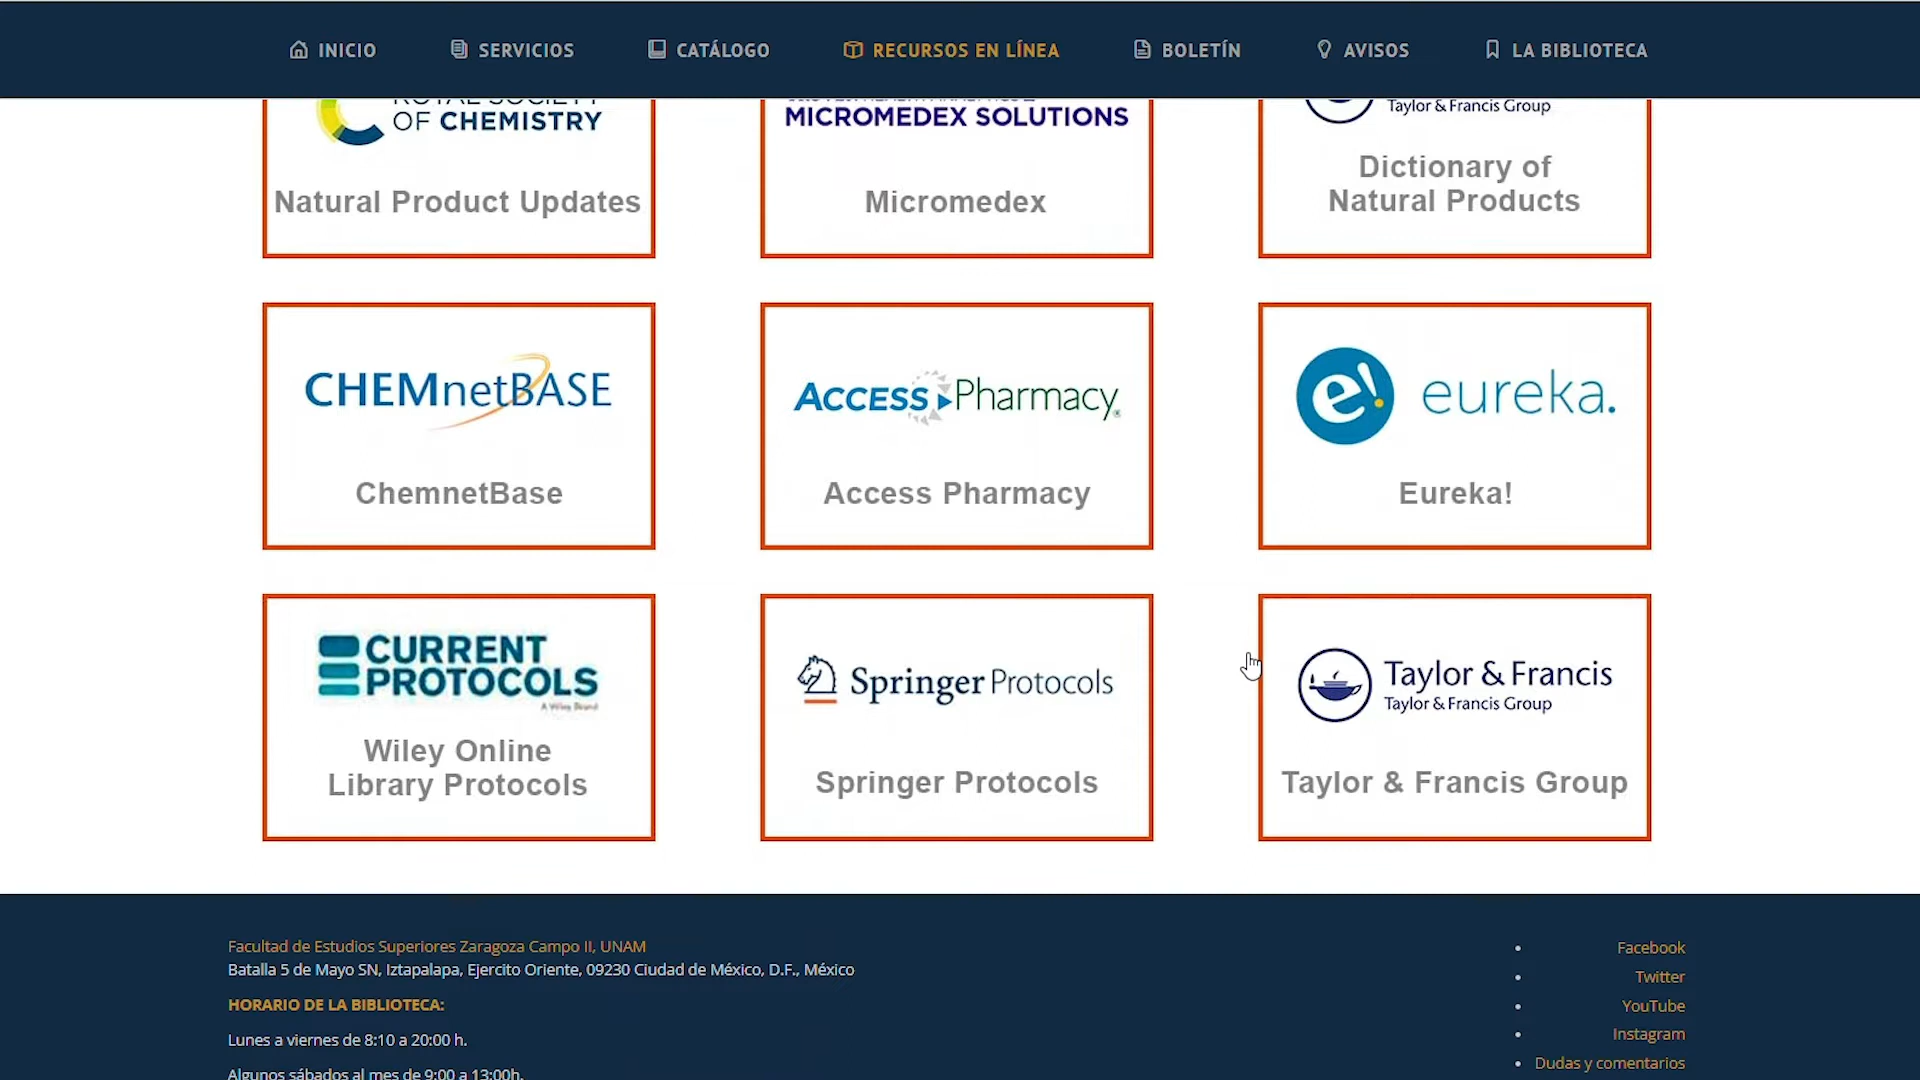 INICIO SERVICIOS CATÁLOGO RECURSOS EN LÍNEA BOLETÍN AVISOS LA BIBLIOTECA
OF CHEMISTRY
Natural Product Updates
MICROMEDEX SOLUTIONS
Micromedex
Taylor & Francis Group
Dictionary of
Natural Products
CHEMnetBASE
ChemnetBase
ACCESS Pharmacy
Access Pharmacy
e! eureka.
Eureka!
CURRENT
PROTOCOLS
A Wiley Brand
Wiley Online
Library Protocols
Springer Protocols
Springer Protocols
Taylor & Francis
Taylor & Francis Group
Taylor & Francis Group
Facultad de Estudios Superiores Zaragoza Campo II, UNAM
Batalla 5 de Mayo SN, Iztapalapa, Ejercito Oriente, 09230 Ciudad de México, D.F., México
HORARIO DE LA BIBLIOTECA:
Lunes a viernes de 8:10 a 20:00 h.
Algunos sábados al mes de 9:00 a 13:00h.
Facebook
Twitter
YouTube
Instagram
Dudas y comentarios